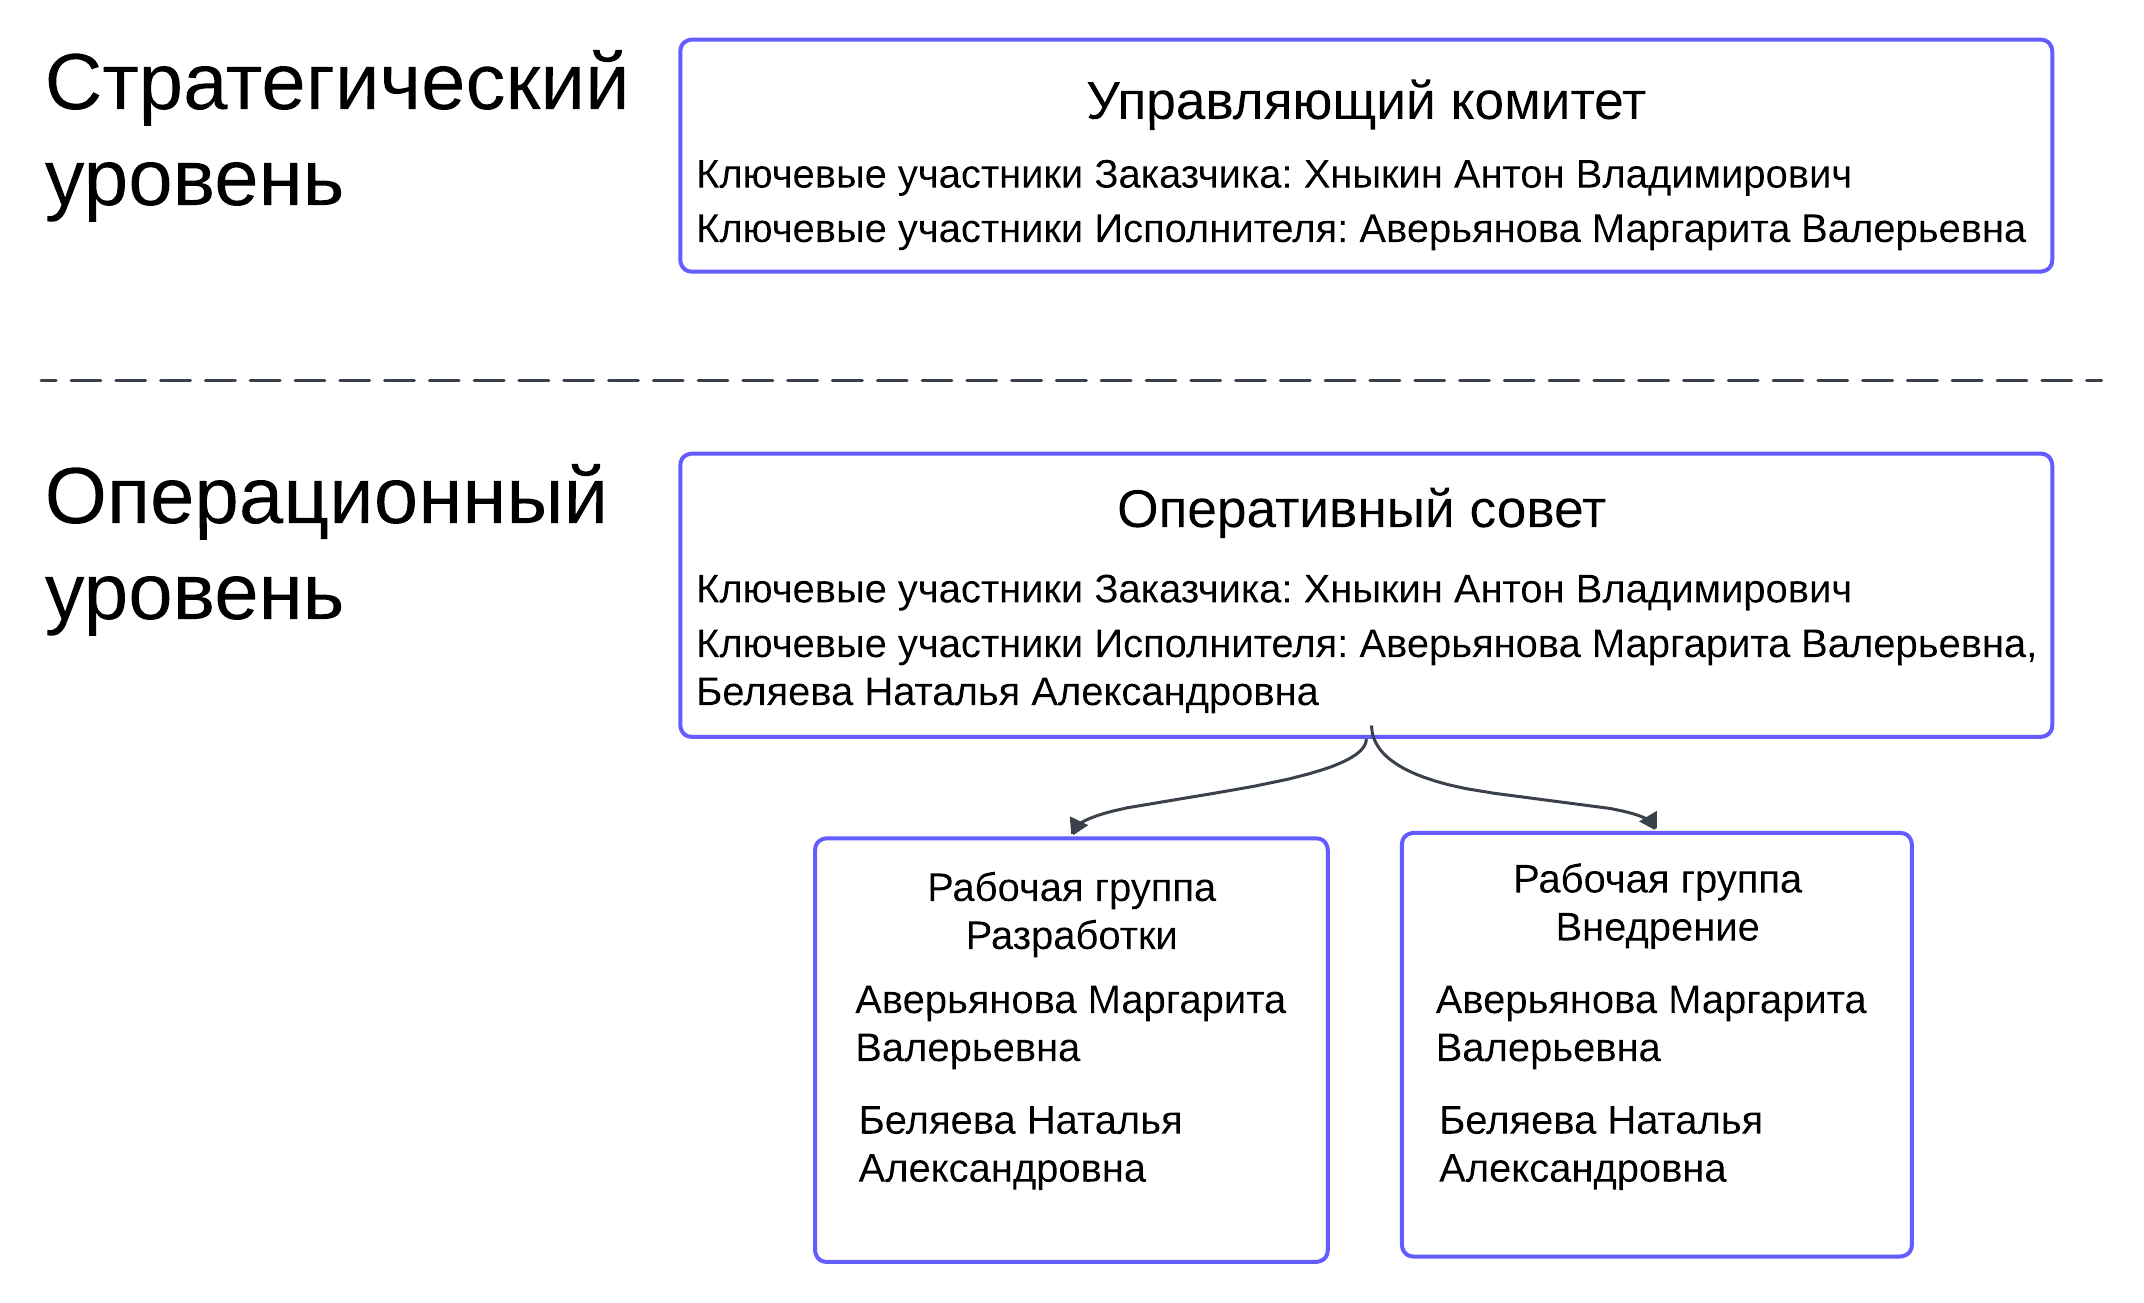 Стратегический
уровень
Управляющий комитет
Ключевые участники Заказчика: Хныкин Антон Владимирович
Ключевые участники Исполнителя: Аверьянова Маргарита Валерьевна
Операционный
уровень
Оперативный совет
Ключевые участники Заказчика: Хныкин Антон Владимирович
Ключевые участники Исполнителя: Аверьянова Маргарита Валерьевна,
Беляева Наталья Александровна
Рабочая группа
Разработки
Аверьянова Маргарита
Валерьевна
Беляева Наталья
Александровна
Рабочая группа
Внедрение
Аверьянова Маргарита
Валерьевна
Беляева Наталья
Александровна